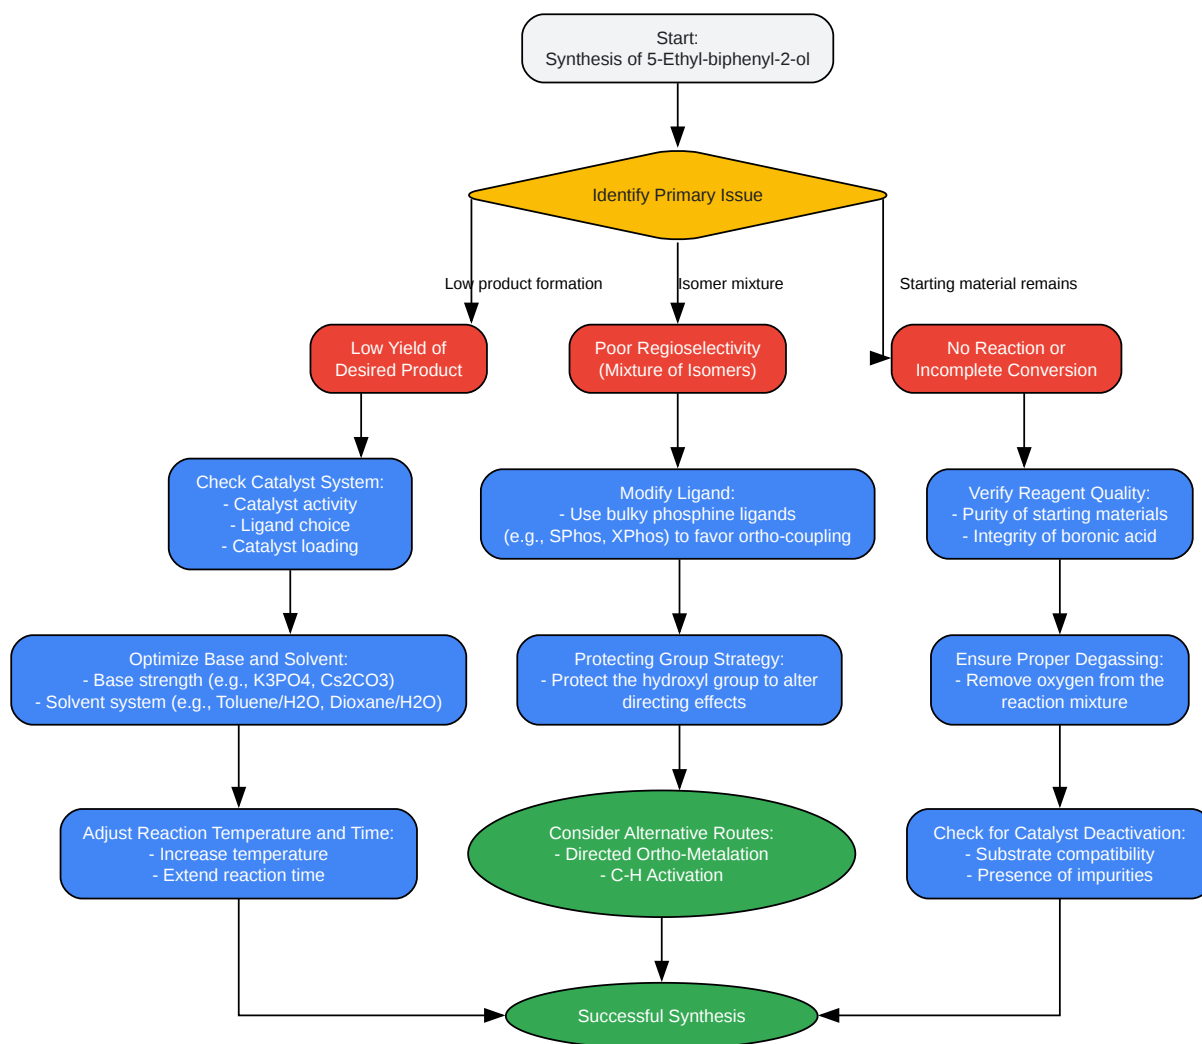 Start:
Synthesis of 5-Ethyl-biphenyl-2-ol
Identify Primary Issue
Low product formation
Isomer mixture
Starting material remains
Low Yield of
Desired Product
Poor Regioselectivity
(Mixture of Isomers)
No Reaction or
Incomplete Conversion
Check Catalyst System:
- Catalyst activity
- Ligand choice
- Catalyst loading
Modify Ligand:
- Use bulky phosphine ligands
(e.g., SPhos, XPhos) to favor ortho-coupling
Verify Reagent Quality:
- Purity of starting materials
- Integrity of boronic acid
Optimize Base and Solvent:
- Base strength (e.g., K3PO4, Cs2CO3)
- Solvent system (e.g., Toluene/H2O, Dioxane/H2O)
Protecting Group Strategy:
- Protect the hydroxyl group to alter
directing effects
Ensure Proper Degassing:
- Remove oxygen from the
reaction mixture
Adjust Reaction Temperature and Time:
- Increase temperature
- Extend reaction time
Consider Alternative Routes:
- Directed Ortho-Metalation
- C-H Activation
Check for Catalyst Deactivation:
- Substrate compatibility
- Presence of impurities
Successful Synthesis